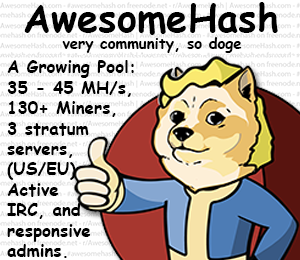 AwesomeHash
very community, so doge
A Growing Pool:
35 - 45 MH/s,
130+ Miners,
3 stratum
servers,
(US/EU)
Active
IRC, and
responsive
admins.